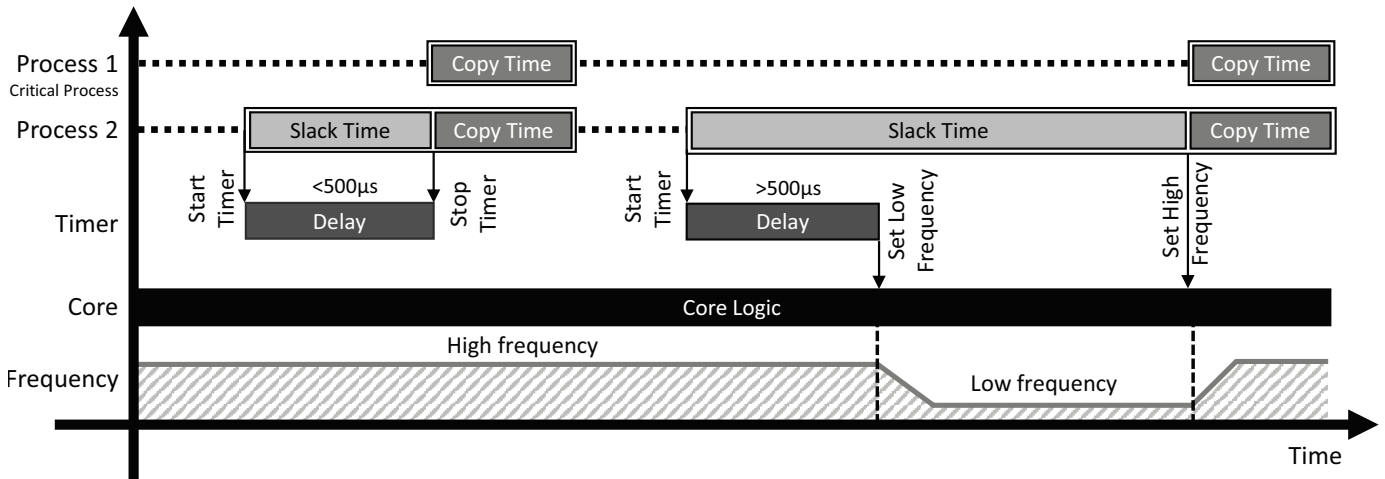 Process 1
Copy Time
Copy Time
Critical Process
Process 2
Slack Time
Copy Time
Slack Time
Copy Time
Start
Timer
<500µs
Stop
Timer
Start
Timer
>500µs
Set Low
Frequency
Set High
Frequency
Timer
Delay
Delay
Core
Core Logic
High frequency
Frequency
Low frequency
Time